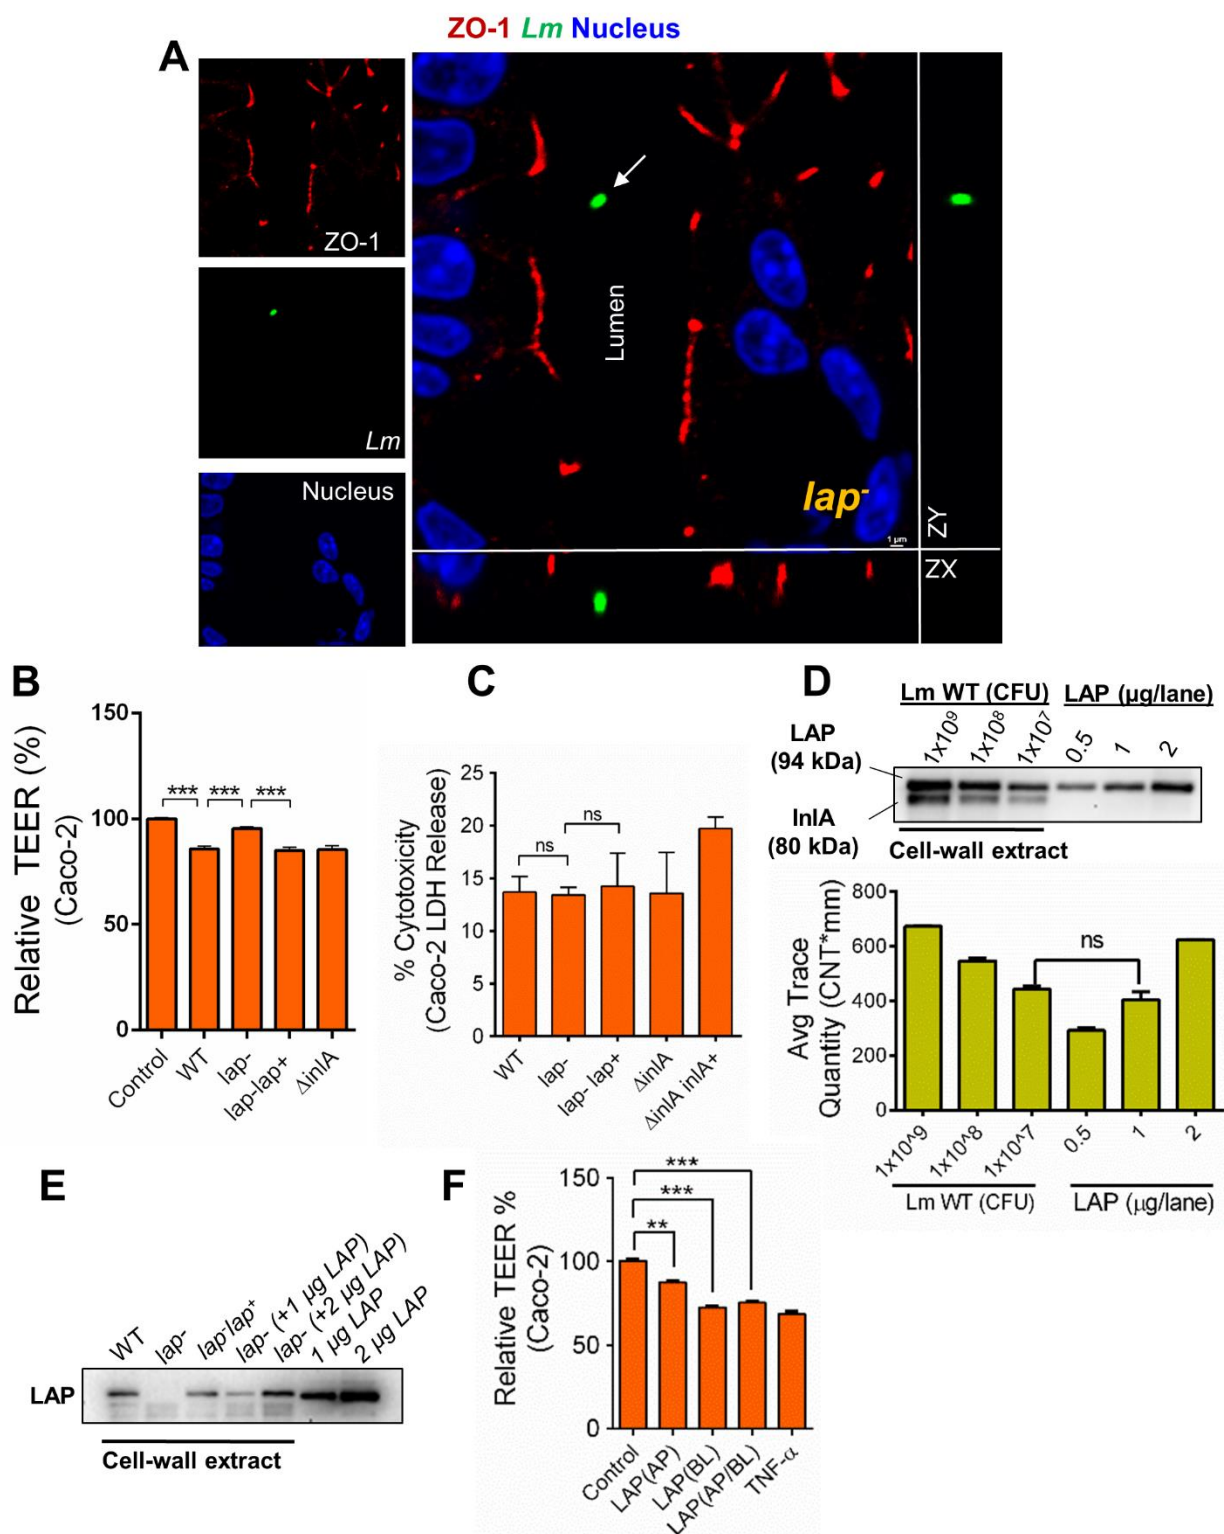 ZO-1 Lm Nucleus
A
ZO-1
Lm
Nucleus
Lumen
lap-
1 µm
ZY
ZX
B
Relative TEER (%)
(Caco-2)
150
100
50
0
***
***
***
Control
WT
lap-
lap-lap+
ΔinlA
C
% Cytotoxicity
(Caco-2 LDH Release)
25
20
15
10
5
0
ns
ns
WT
lap-
lap- lap+
ΔinlA
ΔinlA inlA+
D
Lm WT (CFU)
LAP (µg/lane)
1x10⁹
1x10⁸
1x10⁷
0.5
1
2
LAP
(94 kDa)
InlA
(80 kDa)
Cell-wall extract
Avg Trace
Quantity (CNT*mm)
800
600
400
200
0
ns
1x10^9
1x10^8
1x10^7
0.5
1
2
Lm WT (CFU)
LAP (µg/lane)
E
WT
lap-
lap-lap+
lap- (+1 µg LAP)
lap- (+2 µg LAP)
1 µg LAP
2 µg LAP
LAP
Cell-wall extract
F
Relative TEER %
(Caco-2)
150
100
50
0
***
***
**
Control
LAP(AP)
LAP(BL)
LAP(AP/BL)
TNF-α